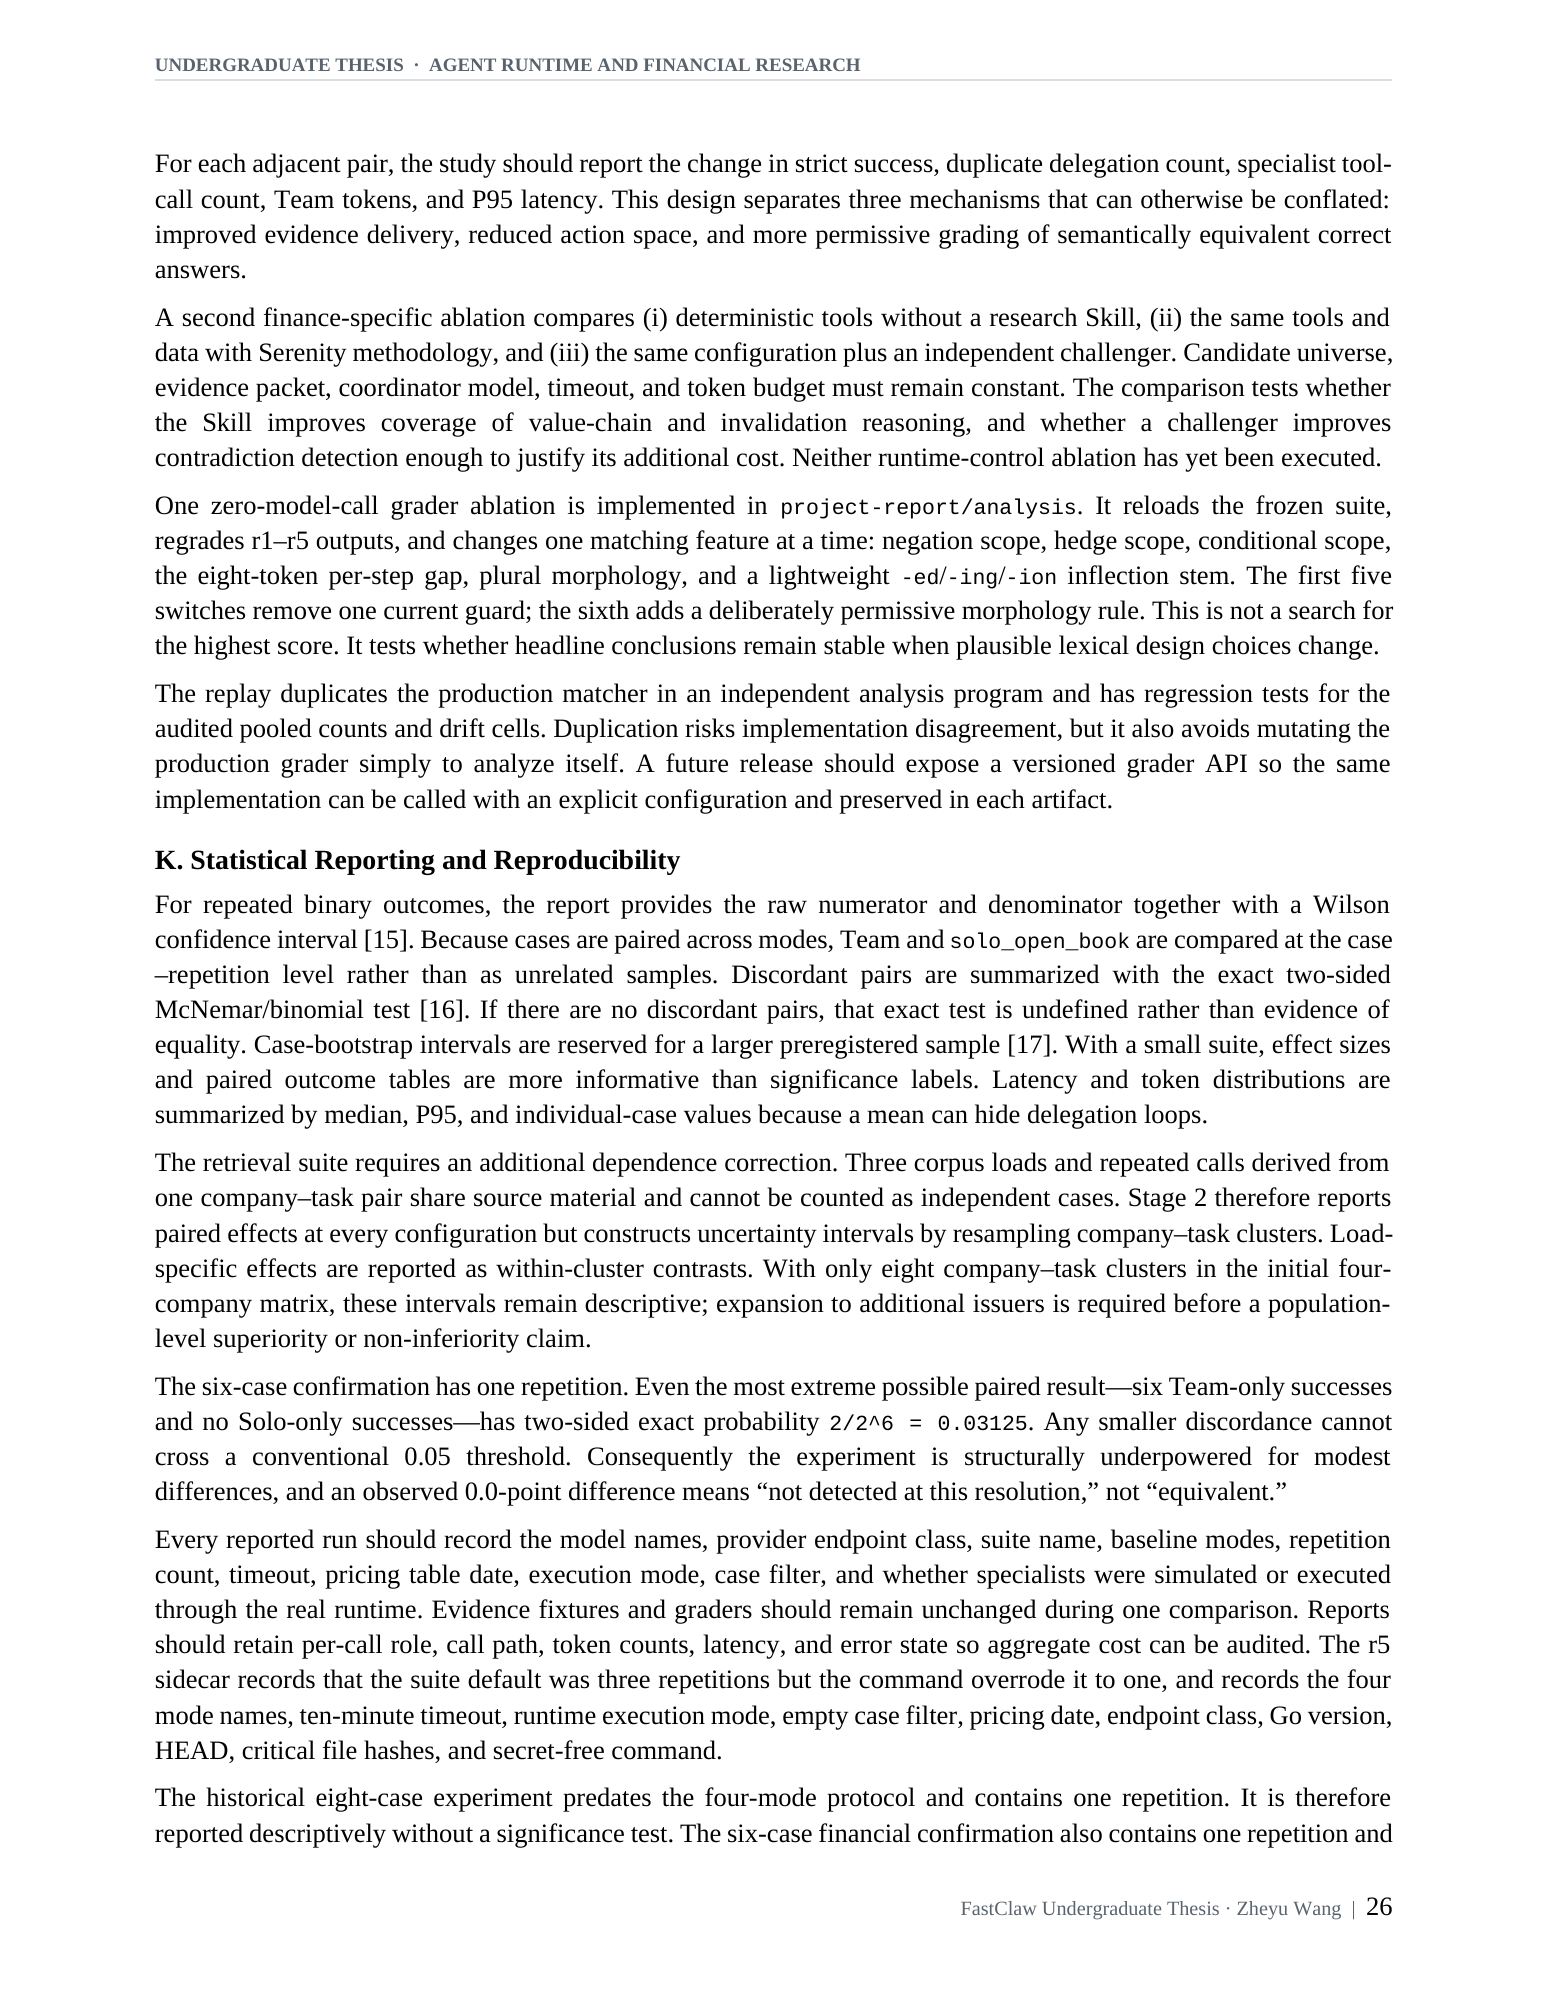 UNDERGRADUATE THESIS · AGENT RUNTIME AND FINANCIAL RESEARCH
For each adjacent pair, the study should report the change in strict success, duplicate delegation count, specialist tool-
call count, Team tokens, and P95 latency. This design separates three mechanisms that can otherwise be conflated:
improved evidence delivery, reduced action space, and more permissive grading of semantically equivalent correct
answers.
A second finance-specific ablation compares (i) deterministic tools without a research Skill, (ii) the same tools and
data with Serenity methodology, and (iii) the same configuration plus an independent challenger. Candidate universe,
evidence packet, coordinator model, timeout, and token budget must remain constant. The comparison tests whether
the Skill improves coverage of value-chain and invalidation reasoning, and whether a challenger improves
contradiction detection enough to justify its additional cost. Neither runtime-control ablation has yet been executed.
One zero-model-call grader ablation is implemented in project-report/analysis. It reloads the frozen suite,
regrades r1–r5 outputs, and changes one matching feature at a time: negation scope, hedge scope, conditional scope,
the eight-token per-step gap, plural morphology, and a lightweight -ed/-ing/-ion inflection stem. The first five
switches remove one current guard; the sixth adds a deliberately permissive morphology rule. This is not a search for
the highest score. It tests whether headline conclusions remain stable when plausible lexical design choices change.
The replay duplicates the production matcher in an independent analysis program and has regression tests for the
audited pooled counts and drift cells. Duplication risks implementation disagreement, but it also avoids mutating the
production grader simply to analyze itself. A future release should expose a versioned grader API so the same
implementation can be called with an explicit configuration and preserved in each artifact.
K. Statistical Reporting and Reproducibility
For repeated binary outcomes, the report provides the raw numerator and denominator together with a Wilson
confidence interval [15]. Because cases are paired across modes, Team and solo_open_book are compared at the case
–repetition level rather than as unrelated samples. Discordant pairs are summarized with the exact two-sided
McNemar/binomial test [16]. If there are no discordant pairs, that exact test is undefined rather than evidence of
equality. Case-bootstrap intervals are reserved for a larger preregistered sample [17]. With a small suite, effect sizes
and paired outcome tables are more informative than significance labels. Latency and token distributions are
summarized by median, P95, and individual-case values because a mean can hide delegation loops.
The retrieval suite requires an additional dependence correction. Three corpus loads and repeated calls derived from
one company–task pair share source material and cannot be counted as independent cases. Stage 2 therefore reports
paired effects at every configuration but constructs uncertainty intervals by resampling company–task clusters. Load-
specific effects are reported as within-cluster contrasts. With only eight company–task clusters in the initial four-
company matrix, these intervals remain descriptive; expansion to additional issuers is required before a population-
level superiority or non-inferiority claim.
The six-case confirmation has one repetition. Even the most extreme possible paired result—six Team-only successes
and no Solo-only successes—has two-sided exact probability 2/2^6 = 0.03125. Any smaller discordance cannot
cross a conventional 0.05 threshold. Consequently the experiment is structurally underpowered for modest
differences, and an observed 0.0-point difference means “not detected at this resolution,” not “equivalent.”
Every reported run should record the model names, provider endpoint class, suite name, baseline modes, repetition
count, timeout, pricing table date, execution mode, case filter, and whether specialists were simulated or executed
through the real runtime. Evidence fixtures and graders should remain unchanged during one comparison. Reports
should retain per-call role, call path, token counts, latency, and error state so aggregate cost can be audited. The r5
sidecar records that the suite default was three repetitions but the command overrode it to one, and records the four
mode names, ten-minute timeout, runtime execution mode, empty case filter, pricing date, endpoint class, Go version,
HEAD, critical file hashes, and secret-free command.
The historical eight-case experiment predates the four-mode protocol and contains one repetition. It is therefore
reported descriptively without a significance test. The six-case financial confirmation also contains one repetition and
FastClaw Undergraduate Thesis · Zheyu Wang | 26